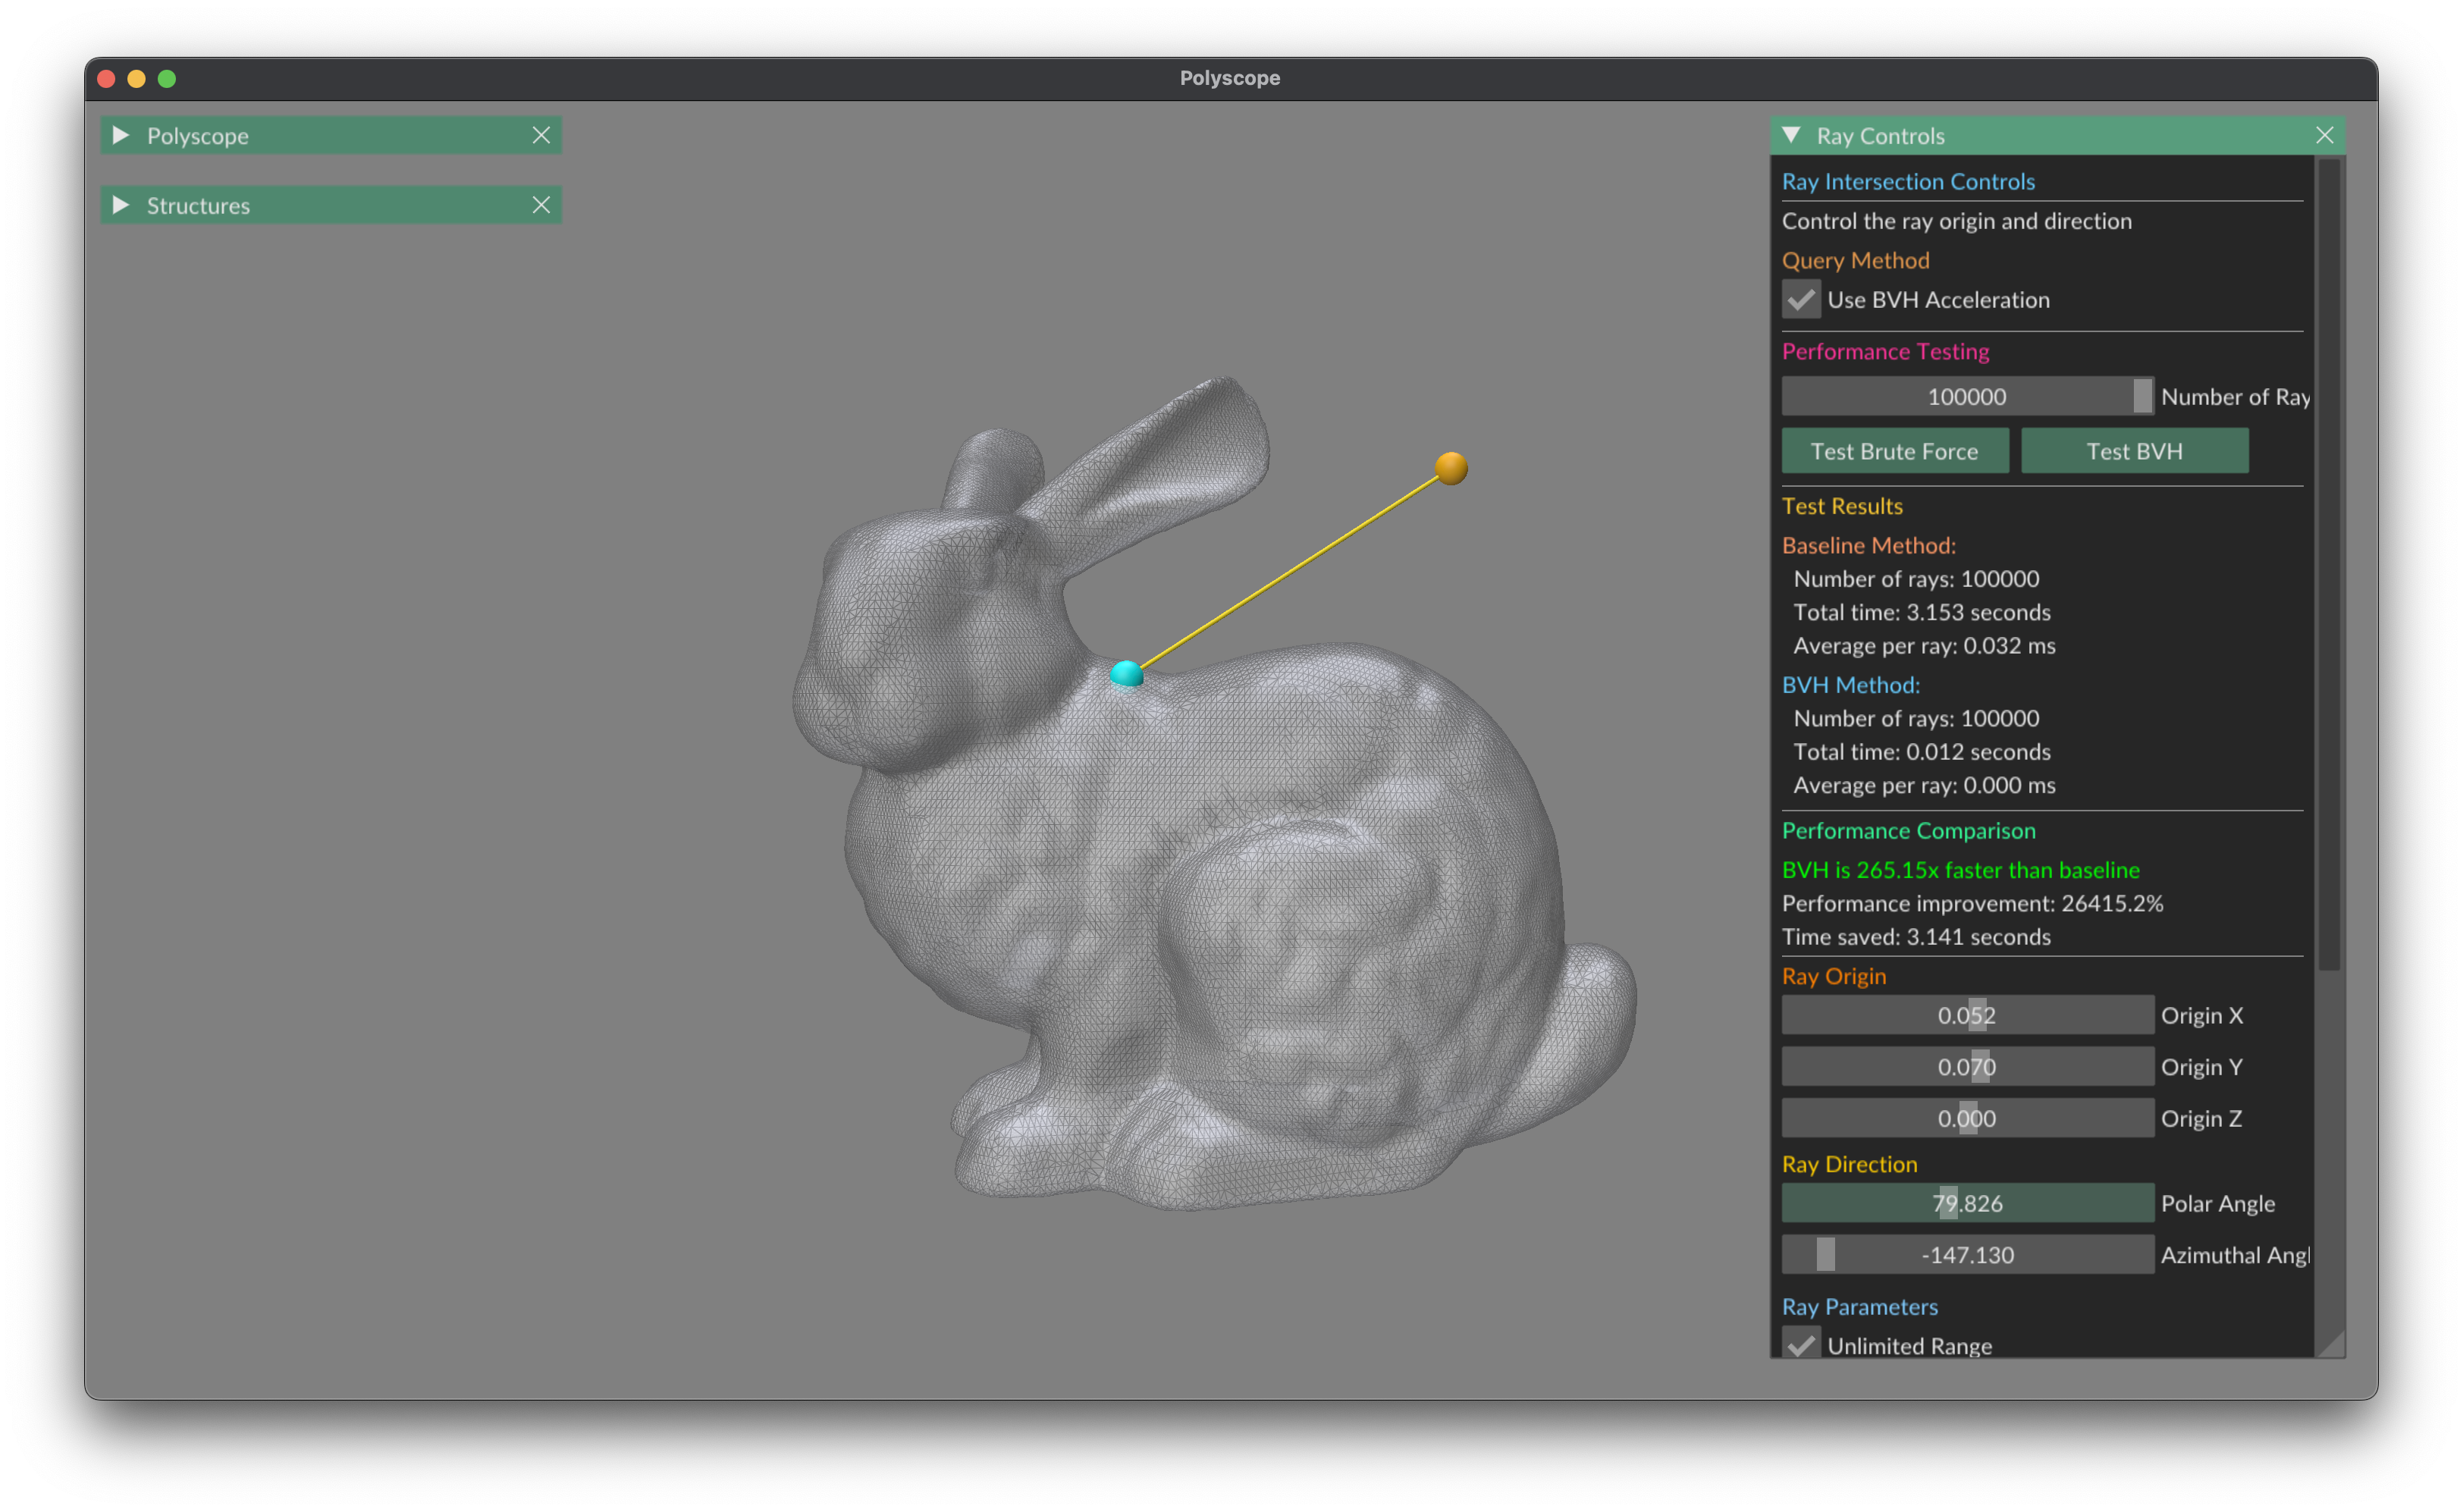 Polyscope
Polyscope
Structures
Ray Controls
Ray Intersection Controls
Control the ray origin and direction
Query Method
Use BVH Acceleration
Performance Testing
100000 Number of Ray
Test Brute Force Test BVH
Test Results
Baseline Method:
Number of rays: 100000
Total time: 3.153 seconds
Average per ray: 0.032 ms
BVH Method:
Number of rays: 100000
Total time: 0.012 seconds
Average per ray: 0.000 ms
Performance Comparison
BVH is 265.15x faster than baseline
Performance improvement: 26415.2%
Time saved: 3.141 seconds
Ray Origin
0.052 Origin X
0.070 Origin Y
0.000 Origin Z
Ray Direction
79.826 Polar Angle
-147.130 Azimuthal Angl
Ray Parameters
Unlimited Range